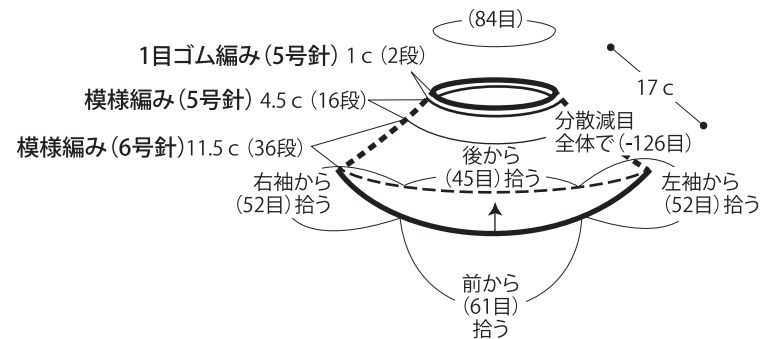 (84目)
1目ゴム編み(5号針) 1c(2段)
模様編み(5号針) 4.5c(16段)
模様編み(6号針)11.5c(36段)
17c
分散減目
全体で(-126目)
後から
(45目)拾う
右袖から
(52目)拾う
左袖から
(52目)拾う
前から
(61目)
拾う